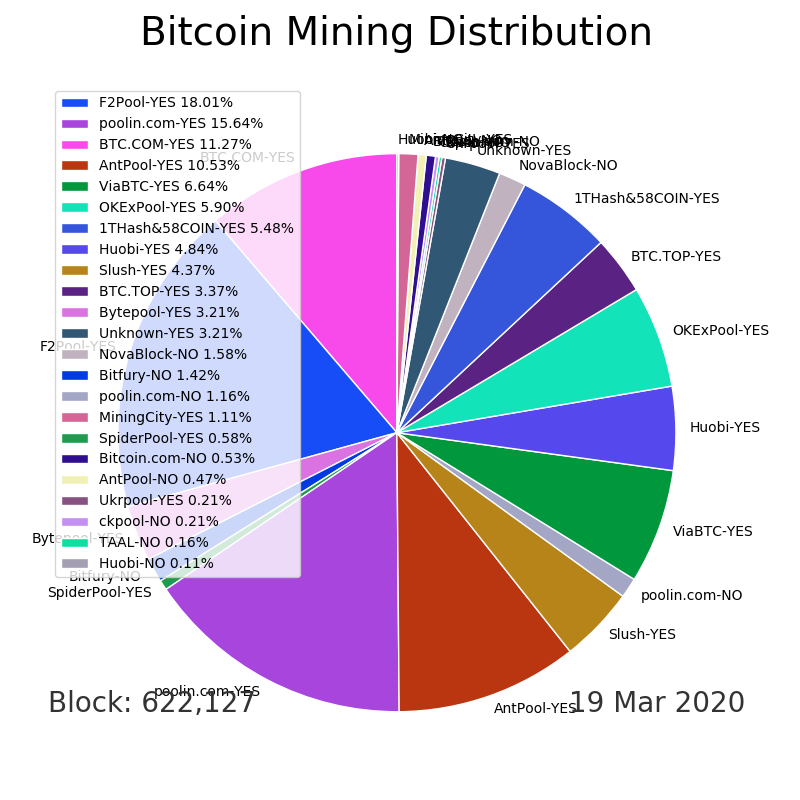 Bitcoin Mining Distribution
F2Pool-YES 18.01%
poolin.com-YES 15.64%
BTC.COM-YES 11.27%
AntPool-YES 10.53%
ViaBTC-YES 6.64%
OKExPool-YES 5.90%
1THash&58COIN-YES 5.48%
Huobi-YES 4.84%
Slush-YES 4.37%
BTC.TOP-YES 3.37%
Bytepool-YES 3.21%
Unknown-YES 3.21%
NovaBlock-NO 1.58%
Bitfury-NO 1.42%
poolin.com-NO 1.16%
MiningCity-YES 1.11%
SpiderPool-YES 0.58%
Bitcoin.com-NO 0.53%
AntPool-NO 0.47%
Ukrpool-YES 0.21%
ckpool-NO 0.21%
TAAL-NO 0.16%
Huobi-NO 0.11%
Unknown-YES
NovaBlock-NO
1THash&58COIN-YES
BTC.TOP-YES
OKExPool-YES
Huobi-YES
ViaBTC-YES
poolin.com-NO
Slush-YES
AntPool-YES
poolin.com-YES
SpiderPool-YES
Bitfury-NO
Bytepool-YES
F2Pool-YES
BTC.COM-YES
Block: 622,127
19 Mar 2020